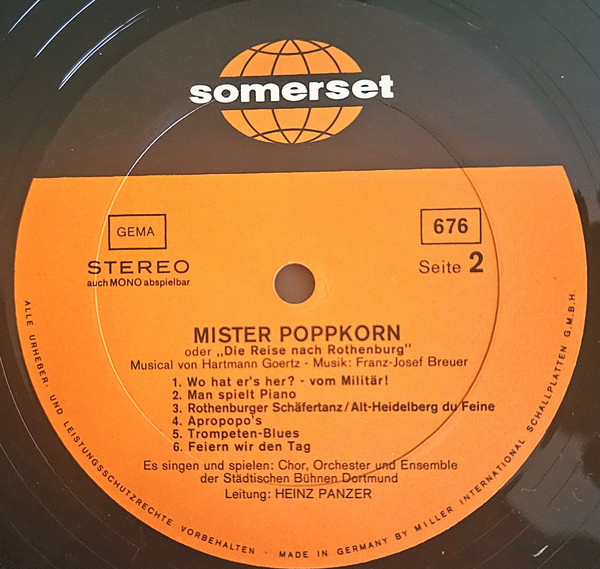 somerset
GEMA
STEREO
auch MONO abspielbar
676
Seite 2
MISTER POPPKORN
oder „Die Reise nach Rothenburg"
Musical von Hartmann Goertz - Musik: Franz-Josef Breuer
1. Wo hat er's her? - vom Militär!
2. Man spielt Piano
3. Rothenburger Schäfertanz/Alt-Heidelberg du Feine
4. Apropopo's
5. Trompeten-Blues
6. Feiern wir den Tag
Es singen und spielen: Chor, Orchester und Ensemble
der Städtischen Bühnen Dortmund
Leitung: HEINZ PANZER
ALLE URHEBER- UND LEISTUNGSSCHUTZRECHTE VORBEHALTEN - MADE IN GERMANY BY MILLER INTERNATIONAL SCHALLPLATTEN G.M.B.H.